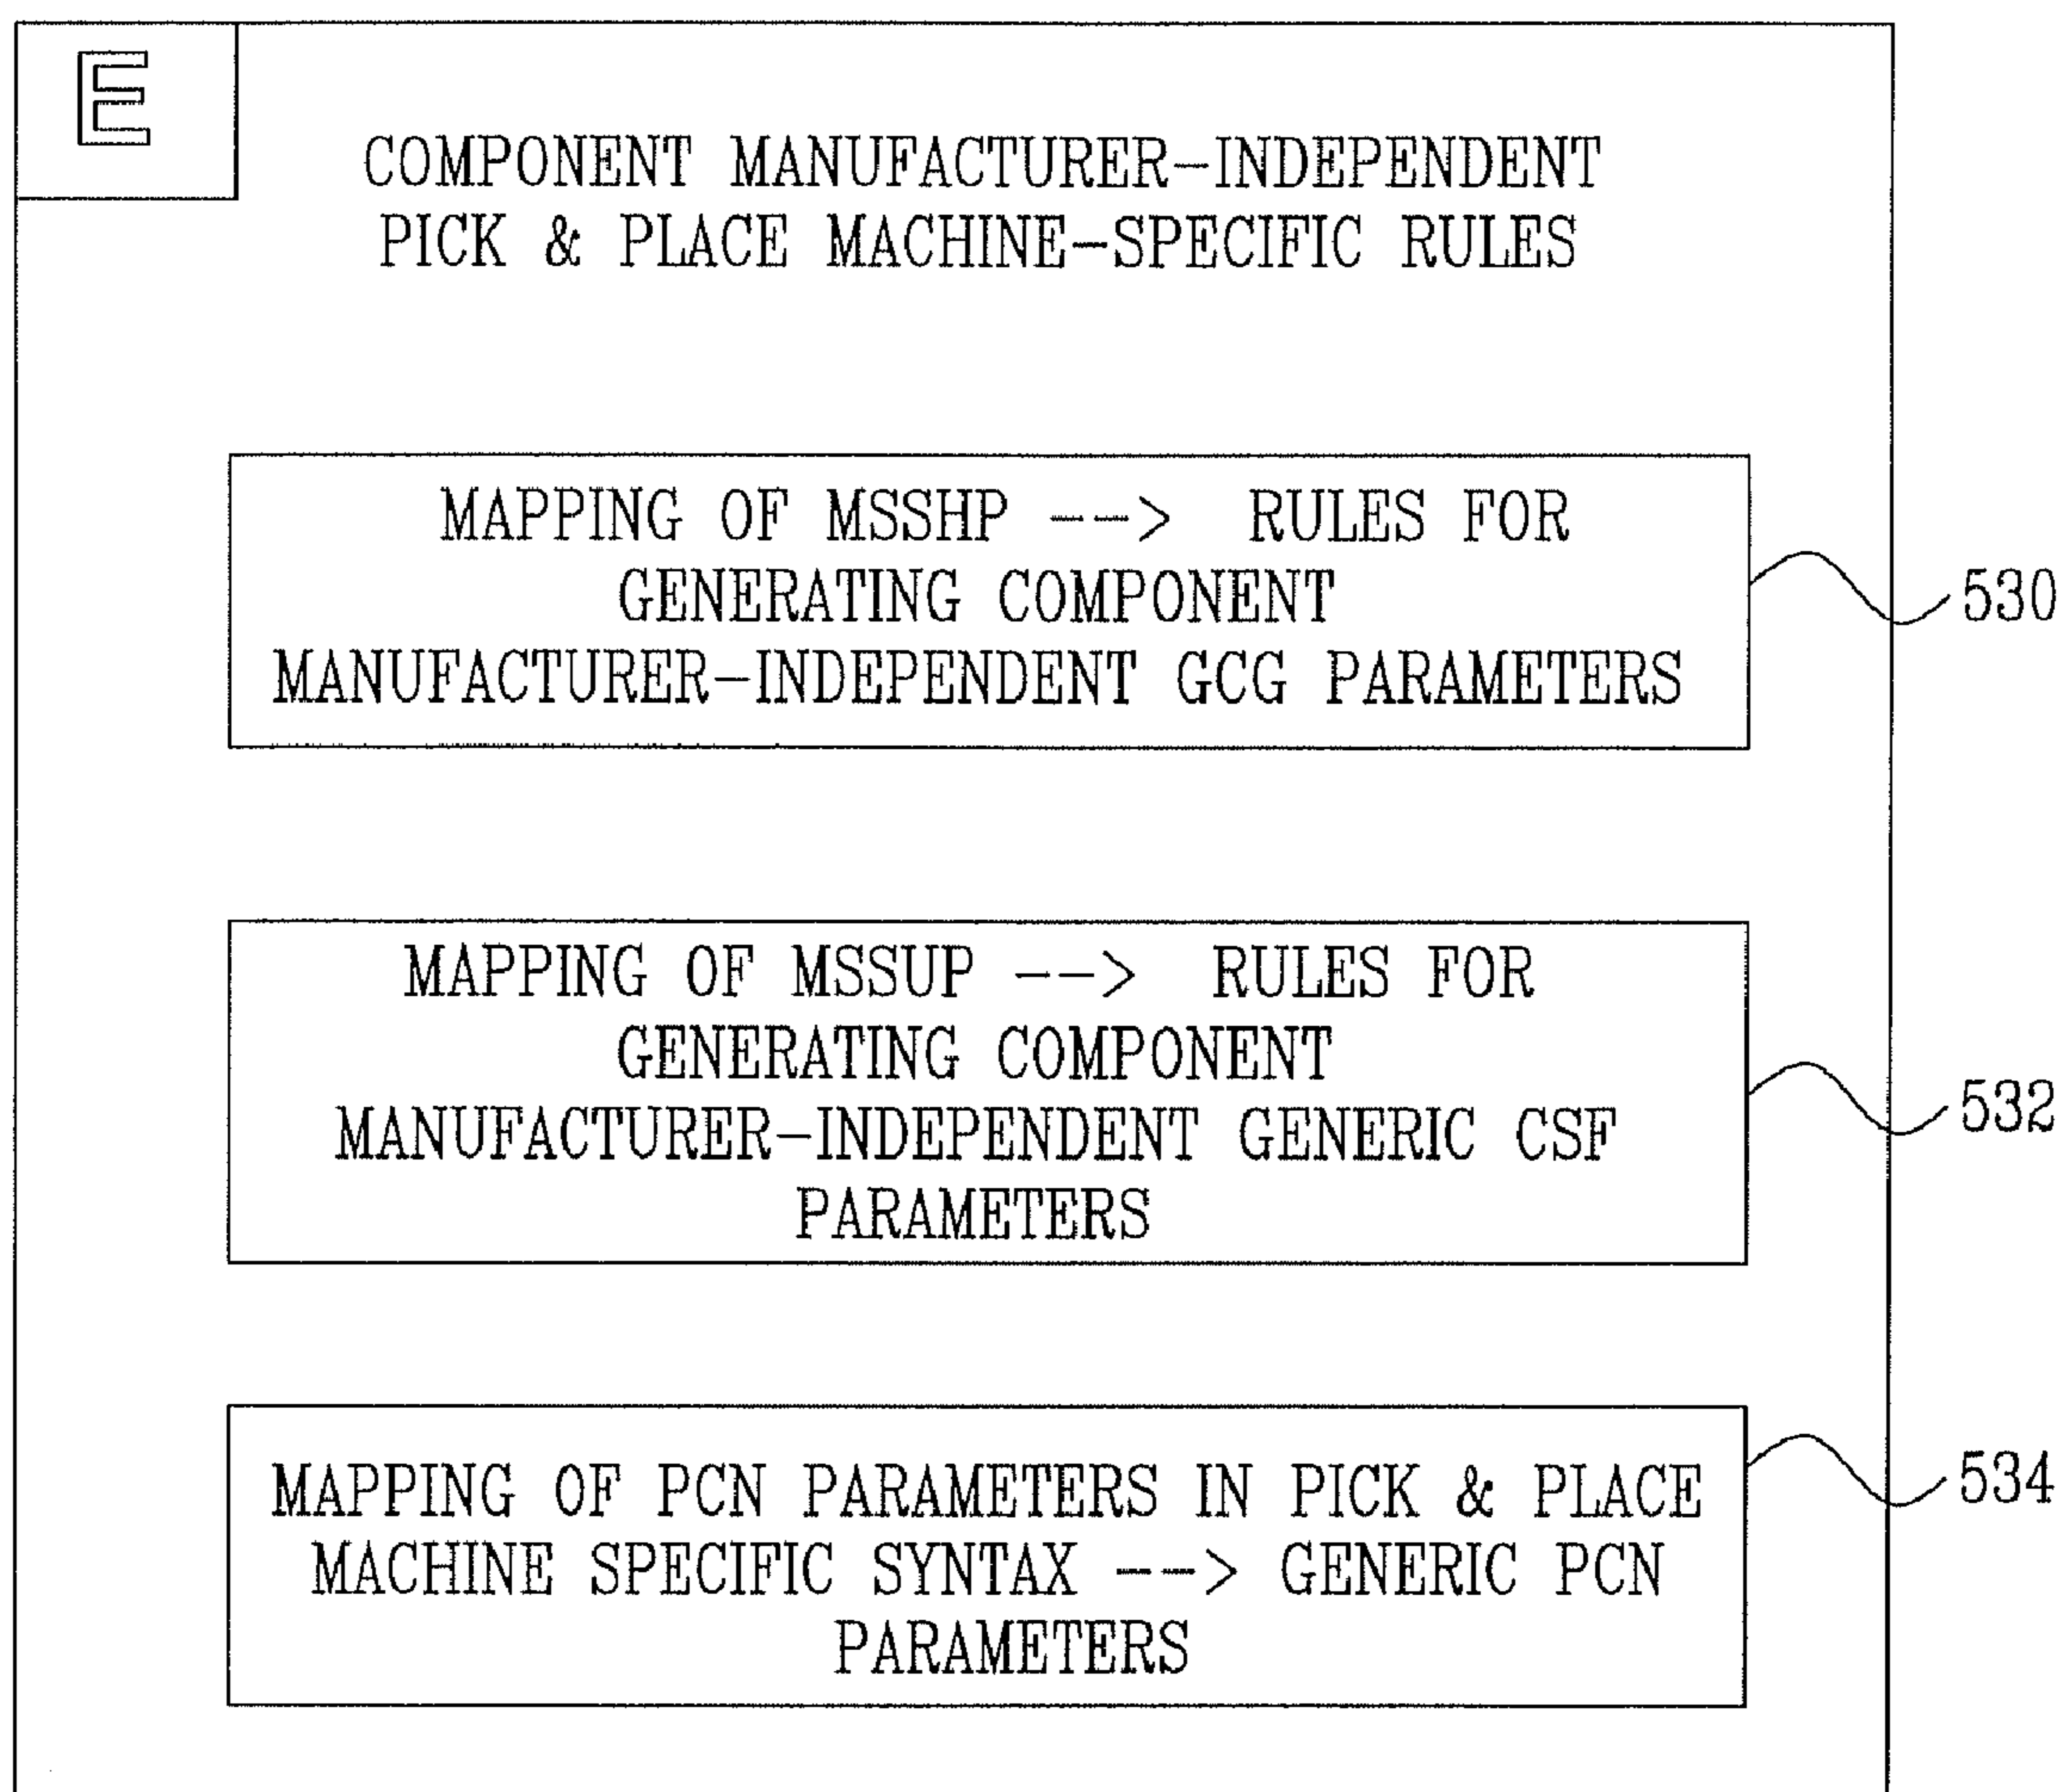 E
COMPONENT MANUFACTURER-INDEPENDENT
PICK & PLACE MACHINE-SPECIFIC RULES
MAPPING OF MSSHP --> RULES FOR
GENERATING COMPONENT
MANUFACTURER-INDEPENDENT GCG PARAMETERS
530
MAPPING OF MSSUP --> RULES FOR
GENERATING COMPONENT
MANUFACTURER-INDEPENDENT GENERIC CSF
PARAMETERS
532
MAPPING OF PCN PARAMETERS IN PICK & PLACE
MACHINE SPECIFIC SYNTAX --> GENERIC PCN
PARAMETERS
534